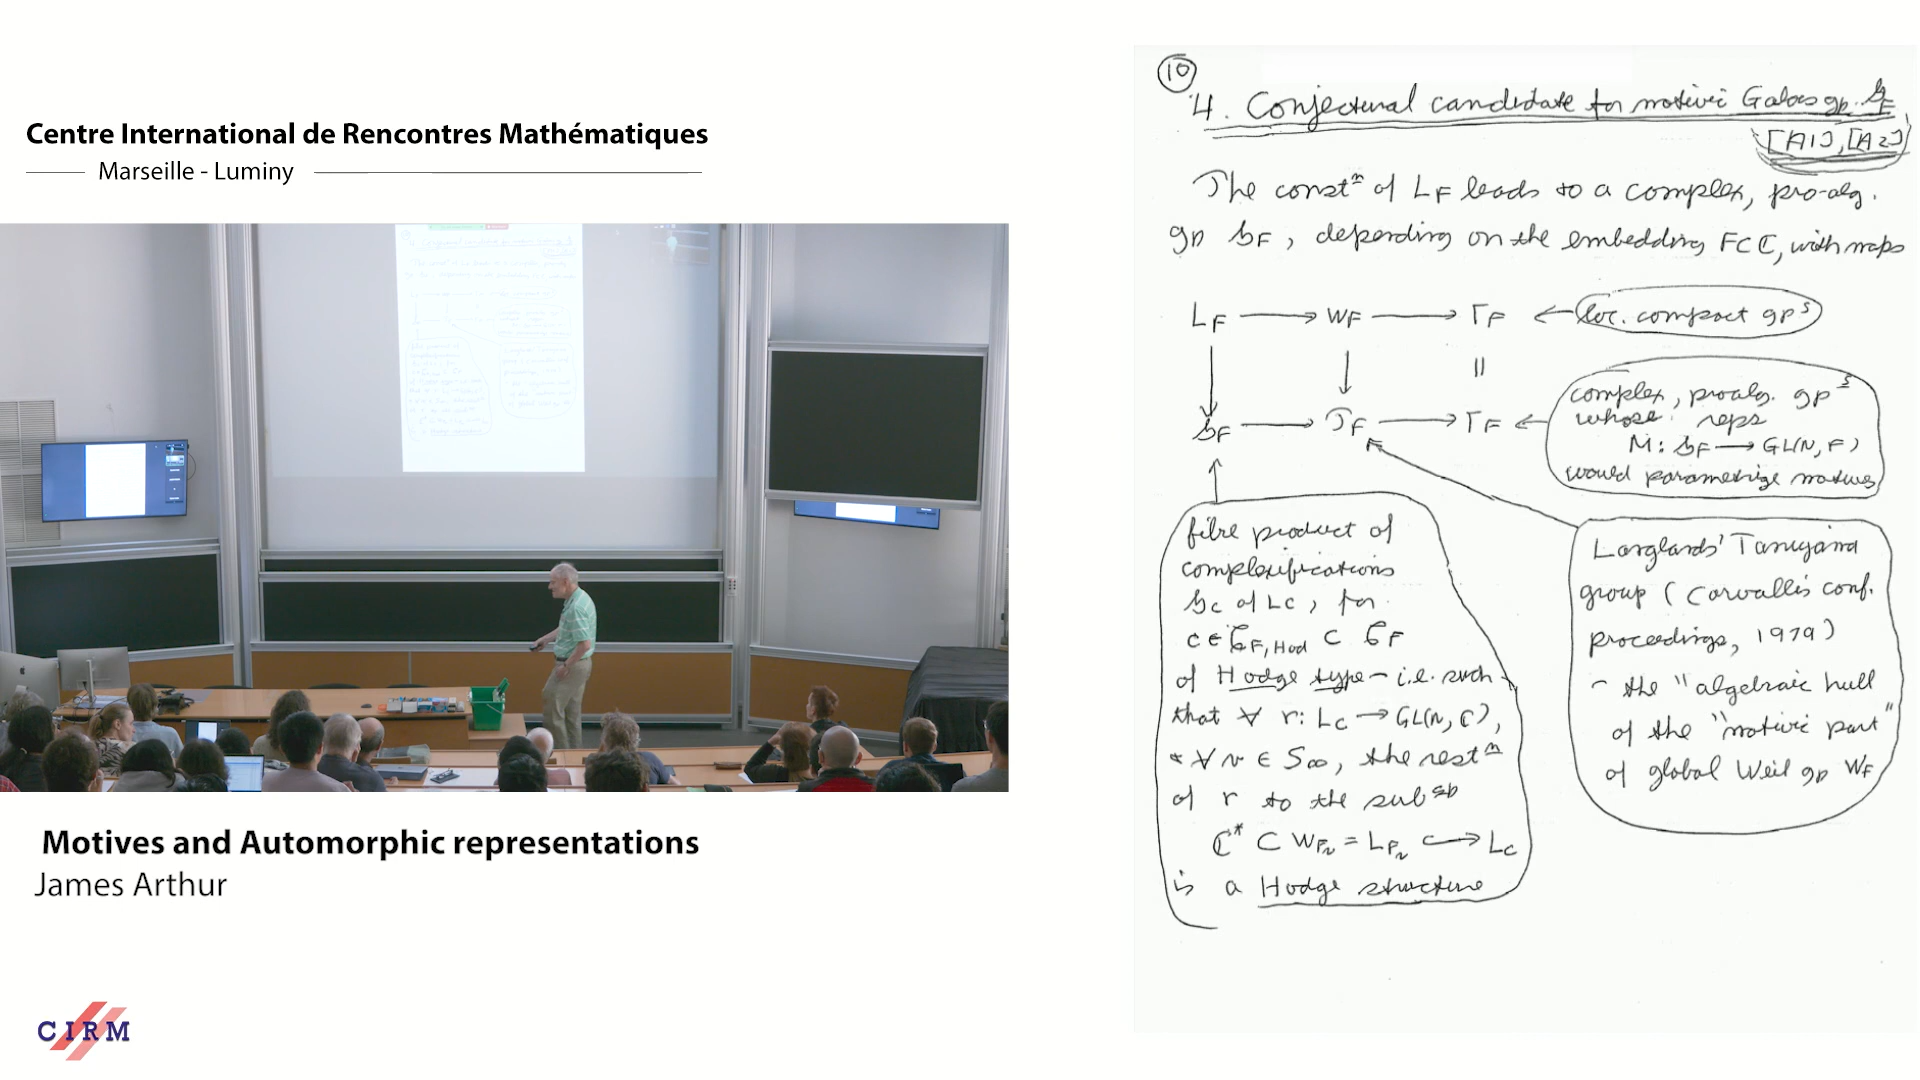 Centre International de Rencontres Mathématiques
Marseille - Luminy
Motives and Automorphic representations
James Arthur
CIRM
10
4. Conjectural candidate for motivic Galois gp. 𝒢F
[A1], [A2]
The constⁿ of LF leads to a complex, pro-alg.
gp 𝒢F, depending on the embedding F⊂ℂ, with maps
LF → WF → ΓF ← loc. compact gpˢ
↓ ↓ ||
𝒢F → 𝒯F → ΓF ←
complex, proalg. gpˢ
whose reps
M: 𝒢F → GL(N, F)
would parametrize motives
fibre product of
complexifications
𝒢c of Lc, for
c ∈ 𝒞F,Hod ⊂ 𝒞F
of Hodge type - i.e. such
that ∀ r: Lc → GL(N, ℂ),
+ ∀ v ∈ S∞, the restⁿ
of r to the subgp
ℂ* ⊂ WFv = LFv ↪ Lc
is a Hodge structure
Langlands' Taniyama
group (Corvallis conf.
proceedings, 1979)
- the "algebraic hull
of the "motivic part"
of global Weil gp WF